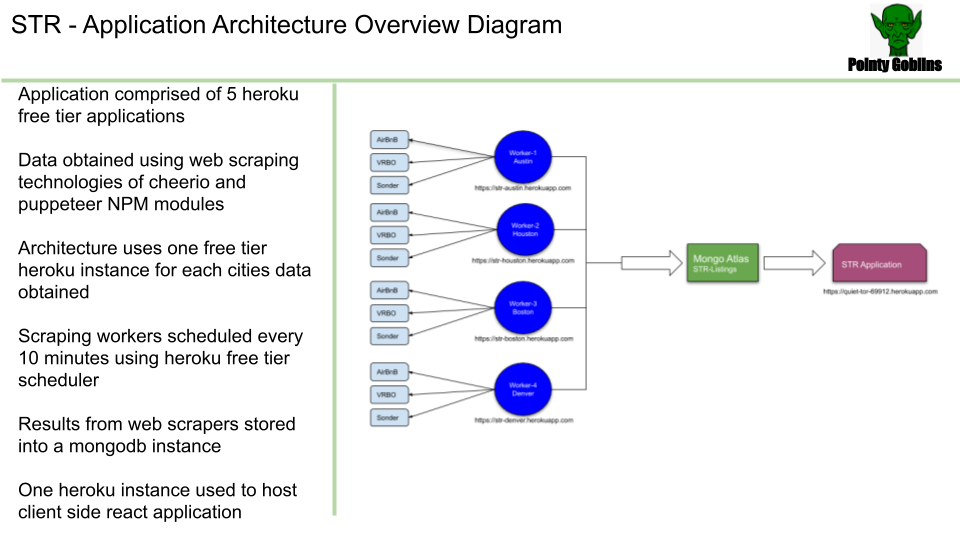 STR - Application Architecture Overview Diagram
Pointy Goblins
Application comprised of 5 heroku
free tier applications
Data obtained using web scraping
technologies of cheerio and
puppeteer NPM modules
Architecture uses one free tier
heroku instance for each cities data
obtained
Scraping workers scheduled every
10 minutes using heroku free tier
scheduler
Results from web scrapers stored
into a mongodb instance
One heroku instance used to host
client side react application
AirBnB
VRBO
Sonder
Worker-1
Austin
https://str-austin.herokuapp.com
AirBnB
VRBO
Sonder
Worker-2
Houston
https://str-houston.herokuapp.com
AirBnB
VRBO
Sonder
Worker-3
Boston
https://str-boston.herokuapp.com
AirBnB
VRBO
Sonder
Worker-4
Denver
https://str-denver.herokuapp.com
Mongo Atlas
STR-Listings
STR Application
https://quiet-tor-69912.herokuapp.com